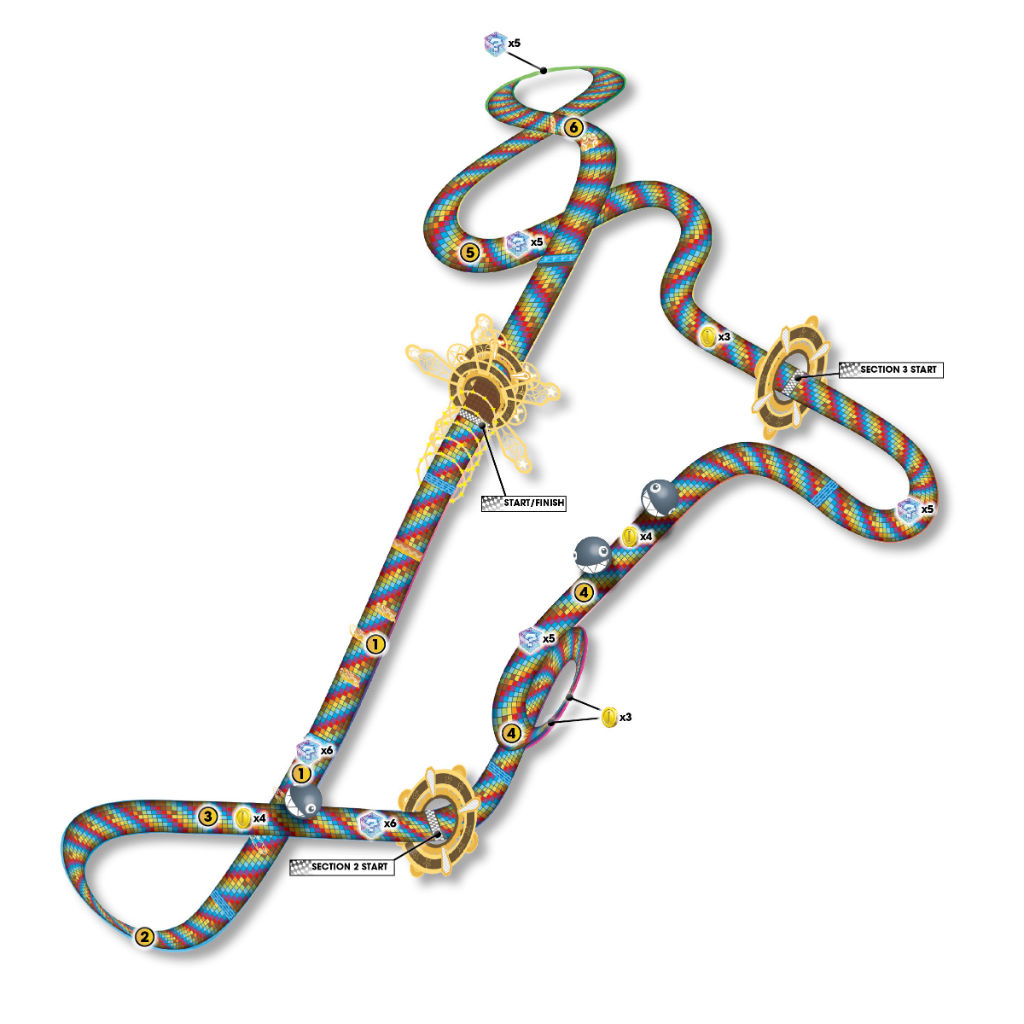 x5
6
5
x5
x3
SECTION 3 START
x5
START/FINISH
x4
4
1
x5
x3
4
x6
1
3
x4
x6
SECTION 2 START
2